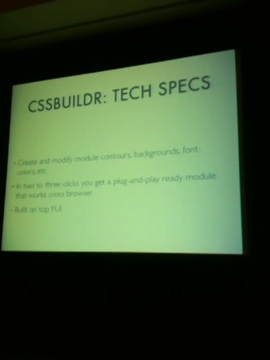 CSSBUILDR: TECH SPECS
• Create and modify module contours, backgrounds, font-
colors, etc.
• In two to three clicks you get a plug-and-play ready module
that works cross browser.
• Built on top YUI.